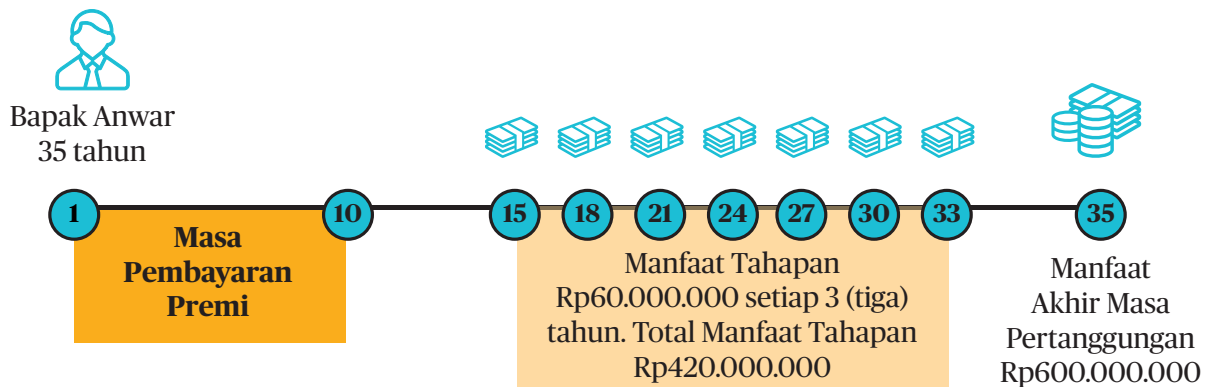 Bapak Anwar
35 tahun
1
10
15
18
21
24
27
30
33
35
Masa
Pembayaran
Premi
Manfaat Tahapan
Rp60.000.000 setiap 3 (tiga)
tahun. Total Manfaat Tahapan
Rp420.000.000
Manfaat
Akhir Masa
Pertanggungan
Rp600.000.000